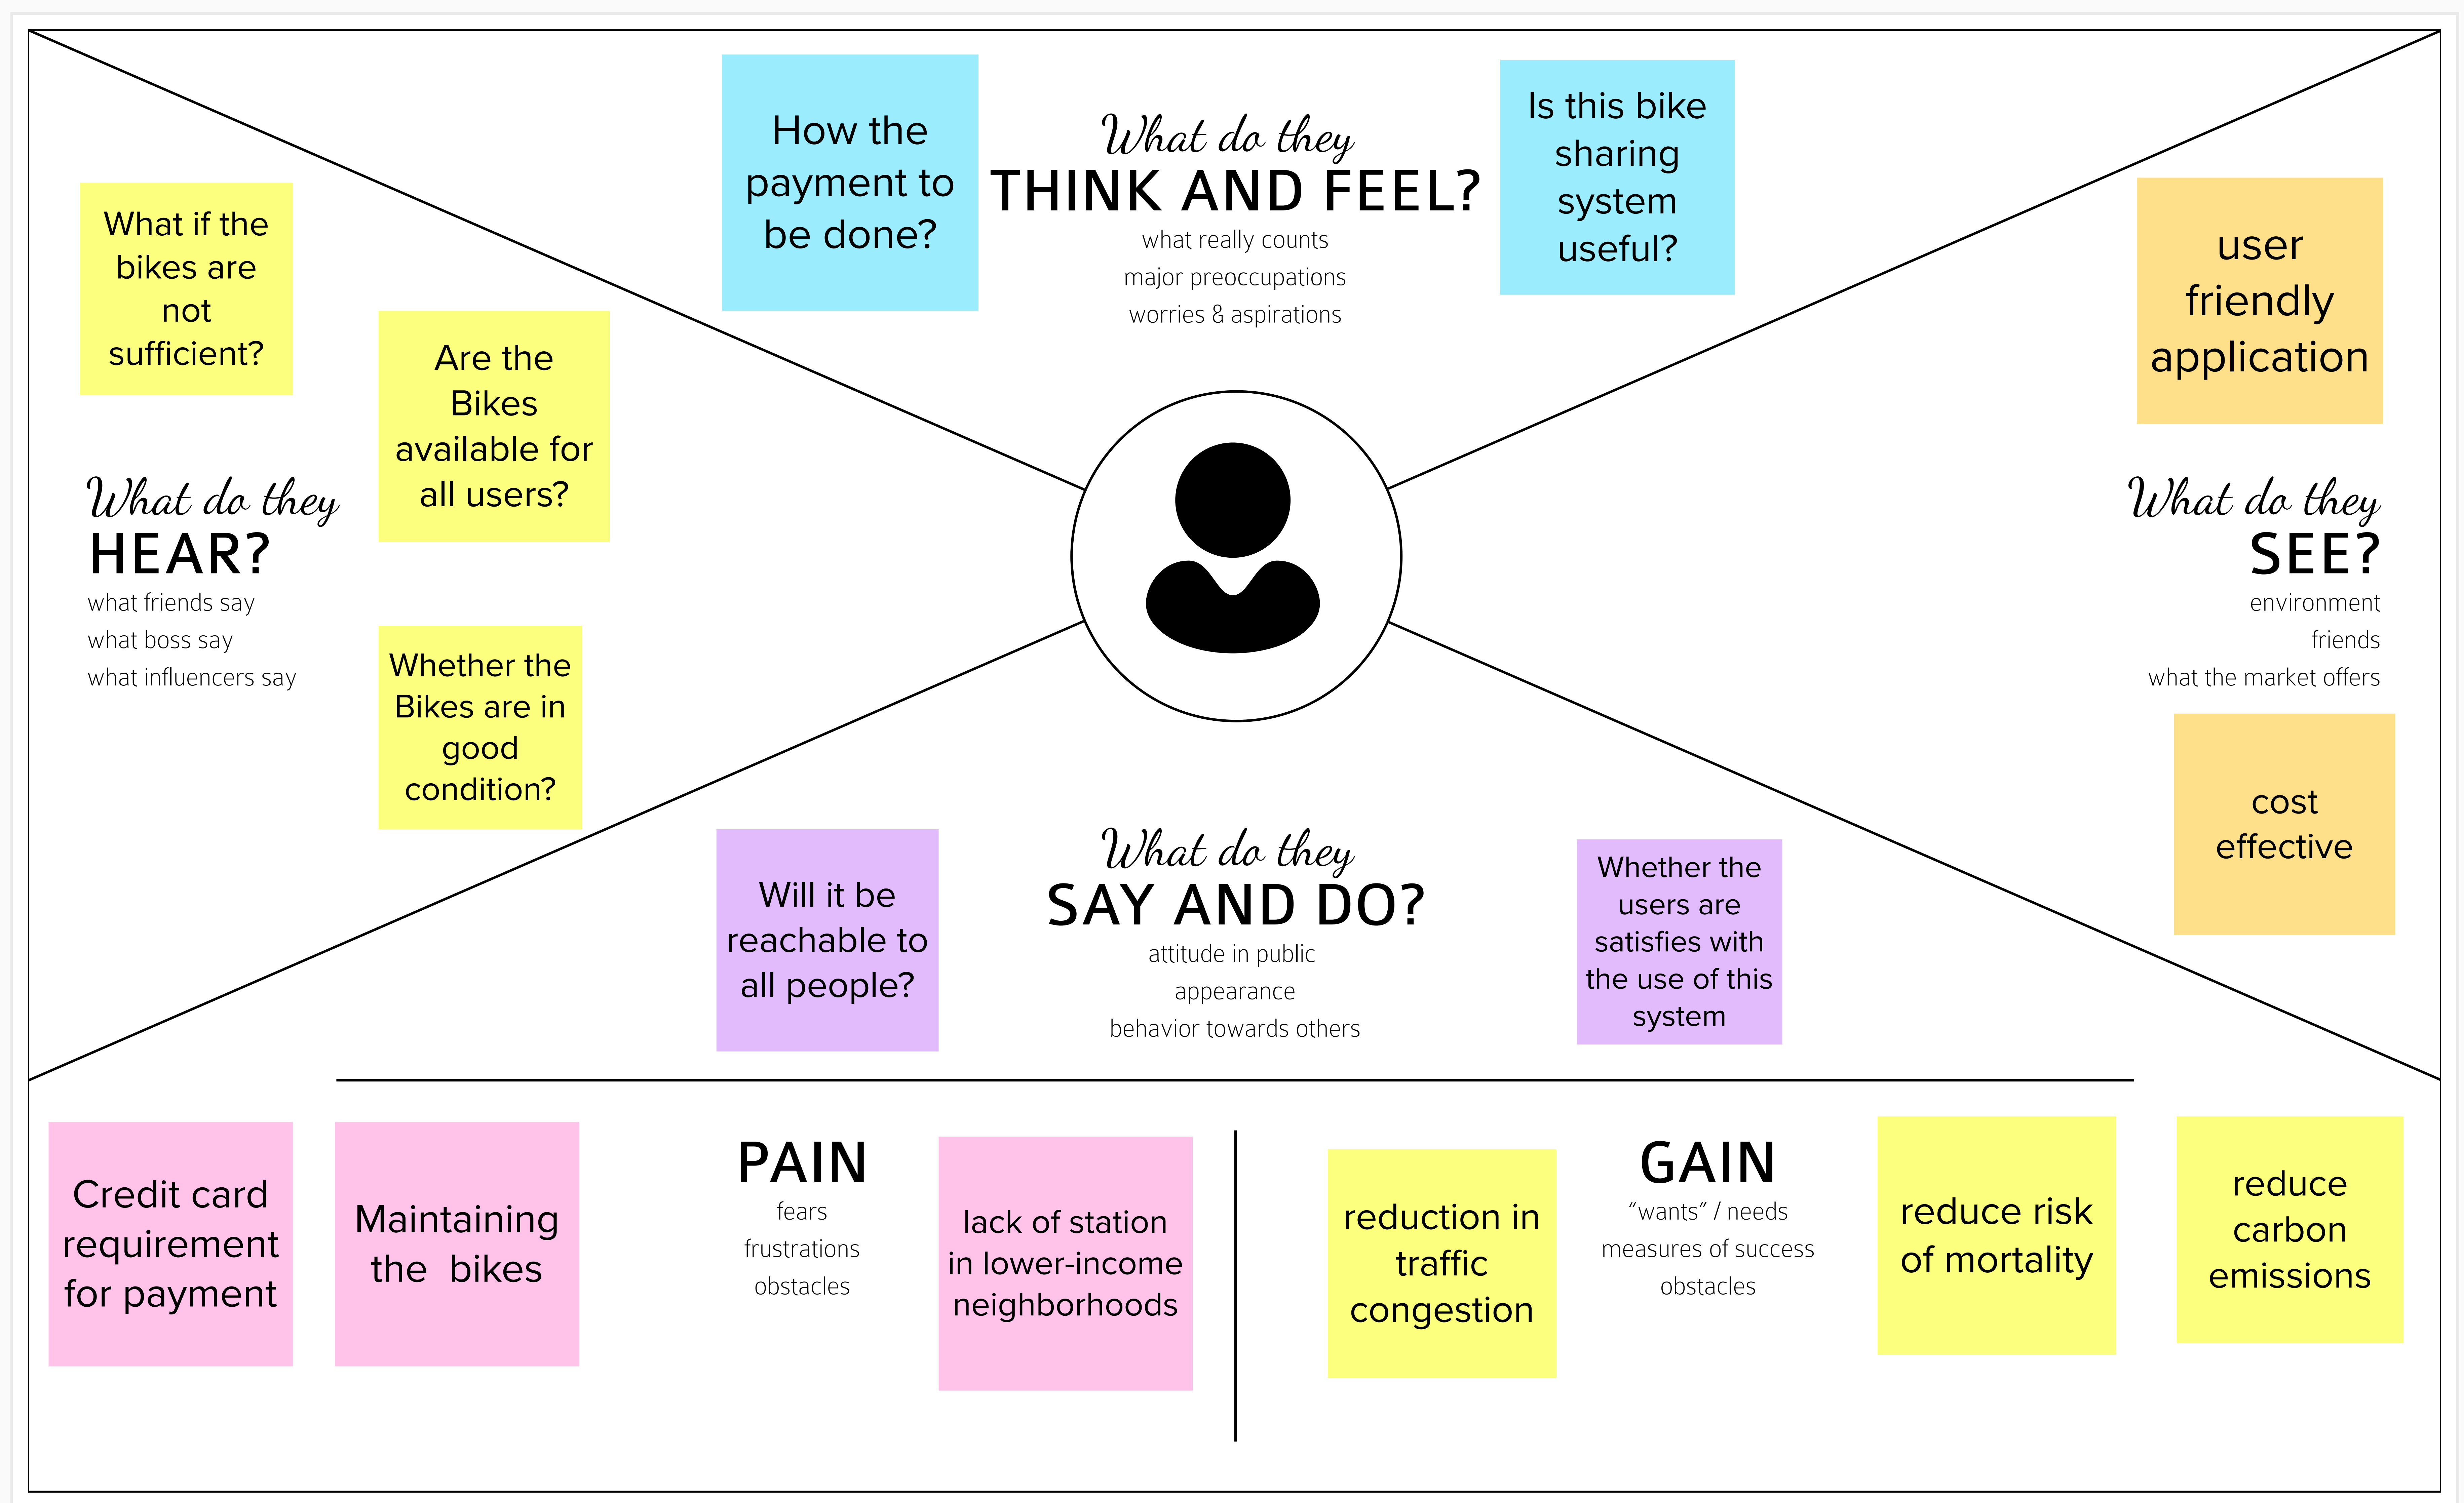 How the
payment to
be done?
What do they
THINK AND FEEL?
what really counts
major preoccupations
worries & aspirations
Is this bike
sharing
system
useful?
What if the
bikes are
not
sufficient?
Are the
Bikes
available for
all users?
What do they
HEAR?
what friends say
what boss say
what influencers say
Whether the
Bikes are in
good
condition?
user
friendly
application
What do they
SEE?
environment
friends
what the market offers
cost
effective
Will it be
reachable to
all people?
What do they
SAY AND DO?
attitude in public
appearance
behavior towards others
Whether the
users are
satisfies with
the use of this
system
Credit card
requirement
for payment
Maintaining
the  bikes
PAIN
fears
frustrations
obstacles
lack of station
in lower-income
neighborhoods
reduction in
traffic
congestion
GAIN
“wants” / needs
measures of success
obstacles
reduce risk
of mortality
reduce
carbon
emissions